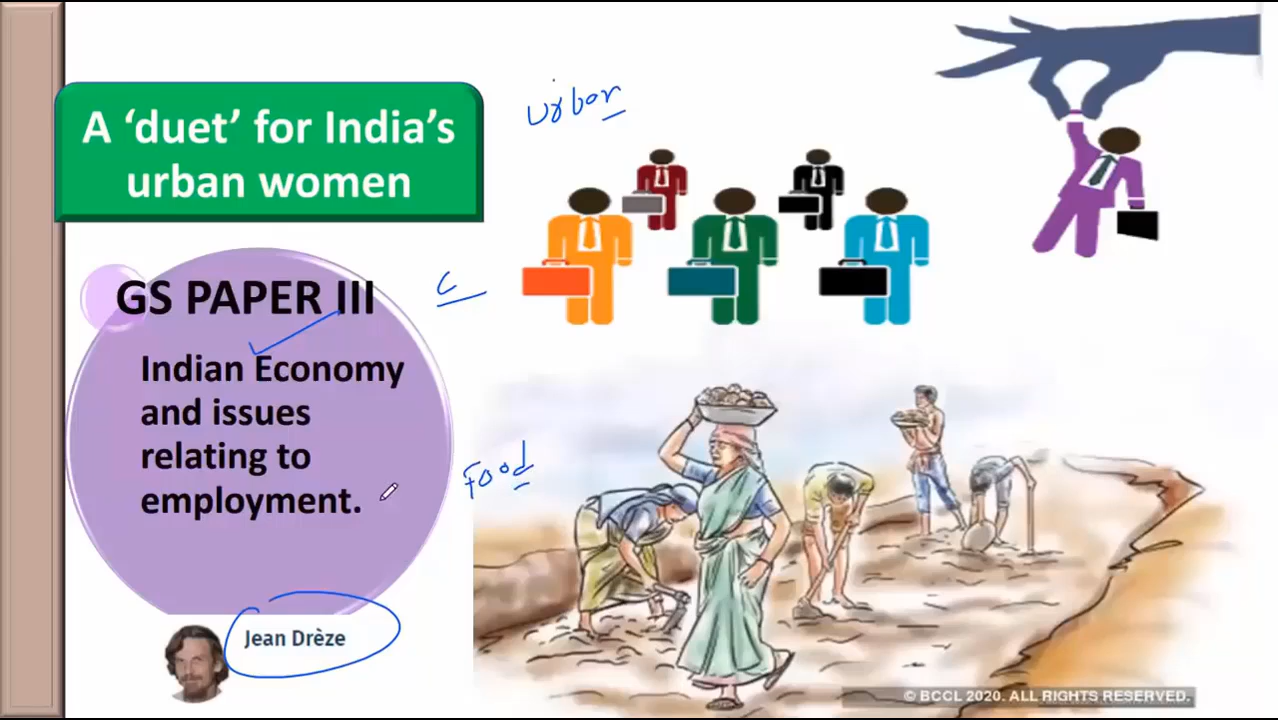 A ‘duet’ for India’s
urban women
urban
GS PAPER III
Indian Economy
and issues
relating to
employment.
C
Food
Jean Drèze
© BCCL 2020. ALL RIGHTS RESERVED.